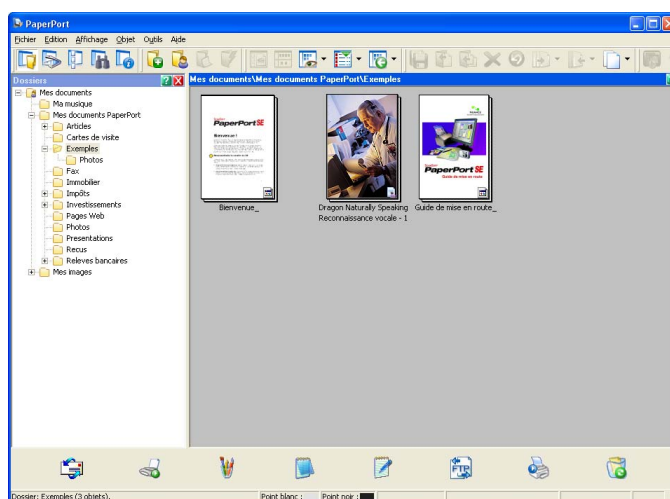 PaperPort
Fichier Edition Affichage Objet Outils Aide
Dossiers
Mes documents\Mes documents PaperPort\Exemples
Mes documents
Ma musique
Mes documents PaperPort
Articles
Cartes de visite
Exemples
Photos
Fax
Immobilier
Impôts
Investissements
Pages Web
Photos
Presentations
Recus
Releves bancaires
Mes images
PaperPort SE
Bienvenue !
Bienvenue_
Dragon Naturally Speaking
Reconnaissance vocale - 1
PaperPort SE
Guide de mise en route
Guide de mise en route_
FTP
Dossier: Exemples (3 objets).
Point blanc :
Point noir :